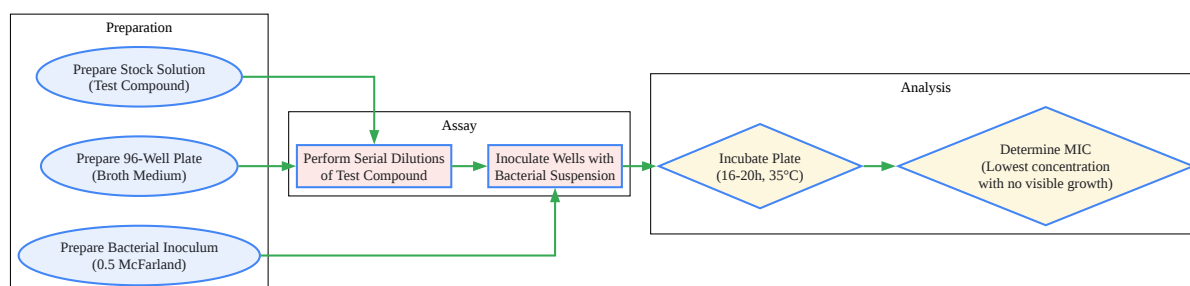 Preparation
Prepare Stock Solution
(Test Compound)
Prepare 96-Well Plate
(Broth Medium)
Prepare Bacterial Inoculum
(0.5 McFarland)
Assay
Perform Serial Dilutions
of Test Compound
Inoculate Wells with
Bacterial Suspension
Analysis
Incubate Plate
(16-20h, 35°C)
Determine MIC
(Lowest concentration
with no visible growth)